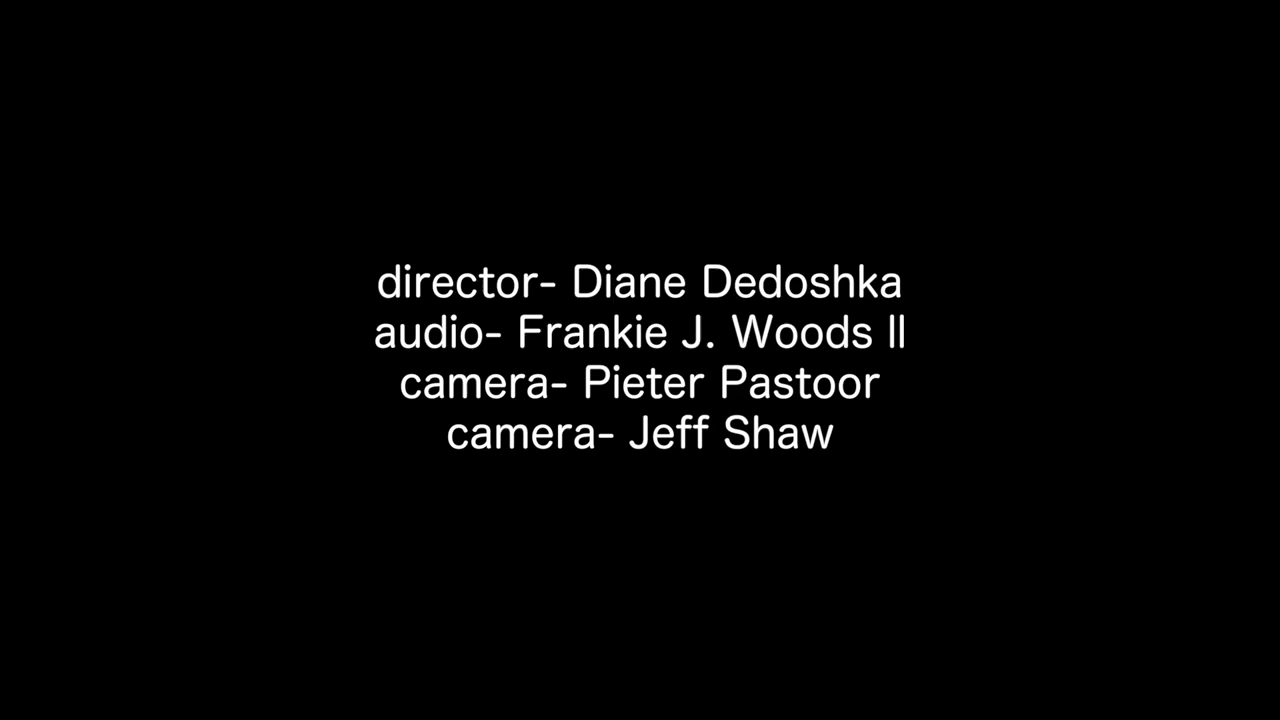 director- Diane Dedoshka
audio- Frankie J. Woods II
camera- Pieter Pastoor
camera- Jeff Shaw